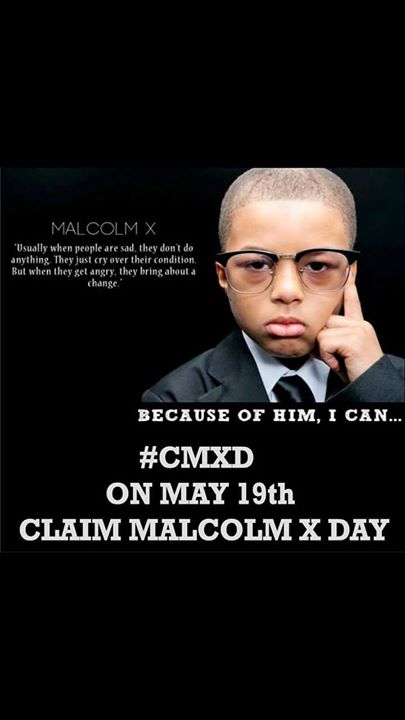 MALCOLM X
"Usually when people are sad, they don't do
anything. They just cry over their condition.
But when they get angry, they bring about a
change."
BECAUSE OF HIM, I CAN...
#CMXD
ON MAY 19th
CLAIM MALCOLM X DAY